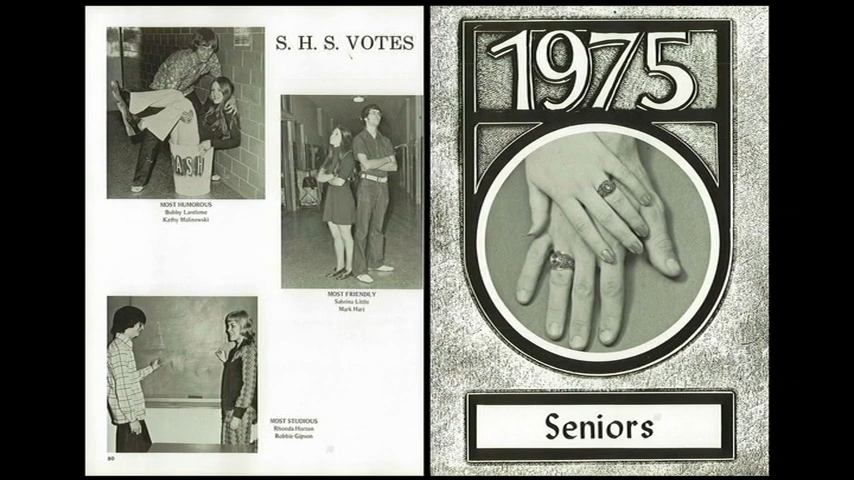 S. H. S. VOTES
ASH
MOST HUMOROUS
Bobby Lantieme
Kathy Malinowski
MOST FRIENDLY
Sabrina Little
Mark Hart
MOST STUDIOUS
Rhonda Horton
Bobbie Gipson
80
1975
Seniors